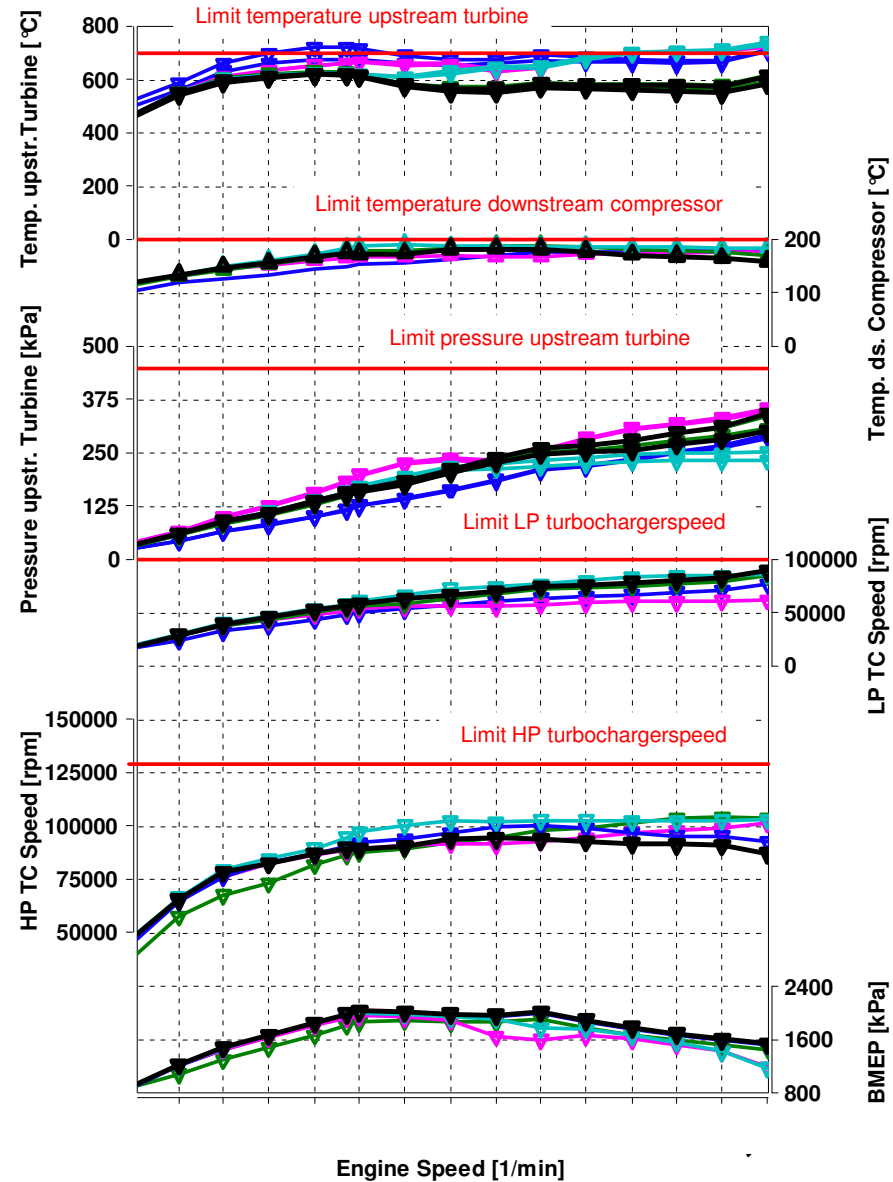 Limit temperature upstream turbine
800
600
400
200
0
Temp. upstr.Turbine [°C]
Limit temperature downstream compressor
200
100
0
Temp. ds. Compressor [°C]
Limit pressure upstream turbine
500
375
250
125
0
Pressure upstr. Turbine [kPa]
Limit LP turbochargerspeed
100000
50000
0
LP TC Speed [rpm]
Limit HP turbochargerspeed
150000
125000
100000
75000
50000
HP TC Speed [rpm]
2400
1600
800
BMEP [kPa]
Engine Speed [1/min]